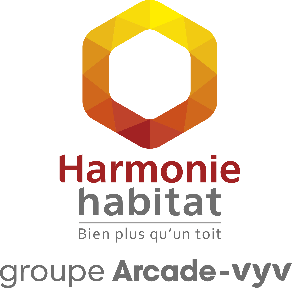 Harmonie
habitat
Bien plus qu'un toit
groupe Arcade-vyv